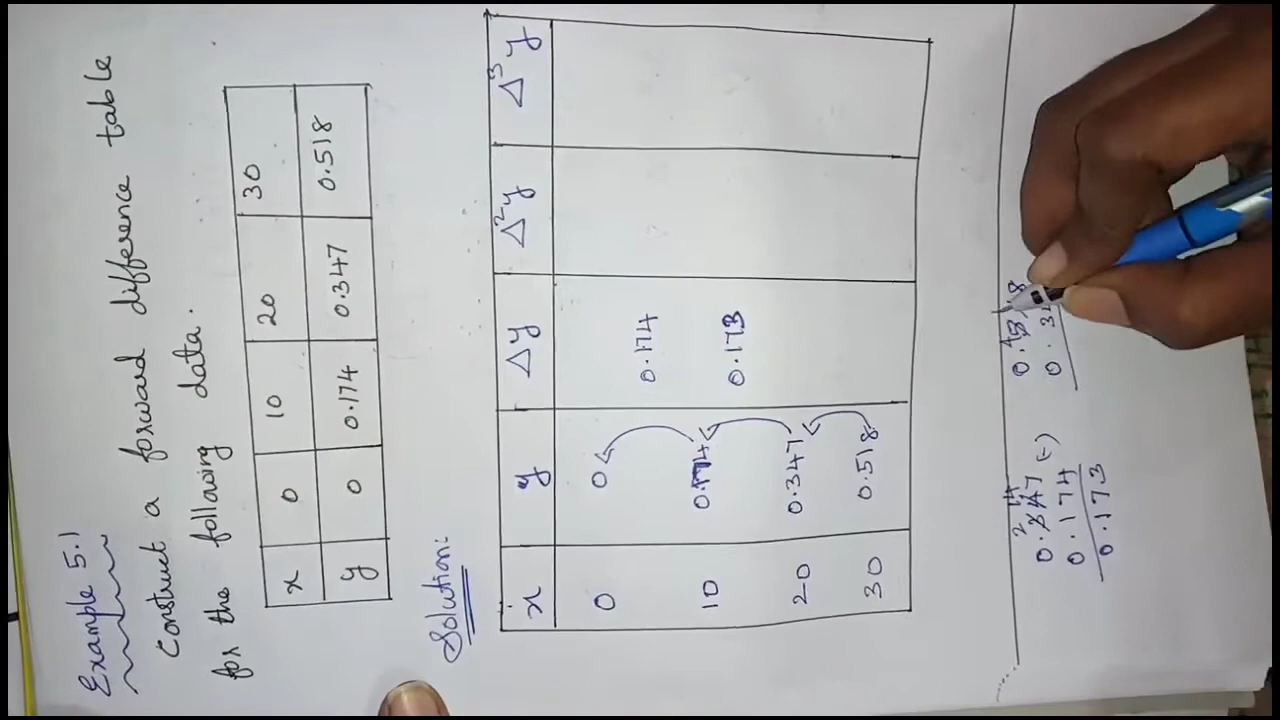 Example 5.1
Construct a forward difference table
for the following data.
x 0 10 20 30
y 0 0.174 0.347 0.518
Solution:
x y Δy Δ²y Δ³y
0 0
0.174
10 0.174
0.173
20 0.347
30 0.518
2 14
0.347 (-)
0.174
0.173